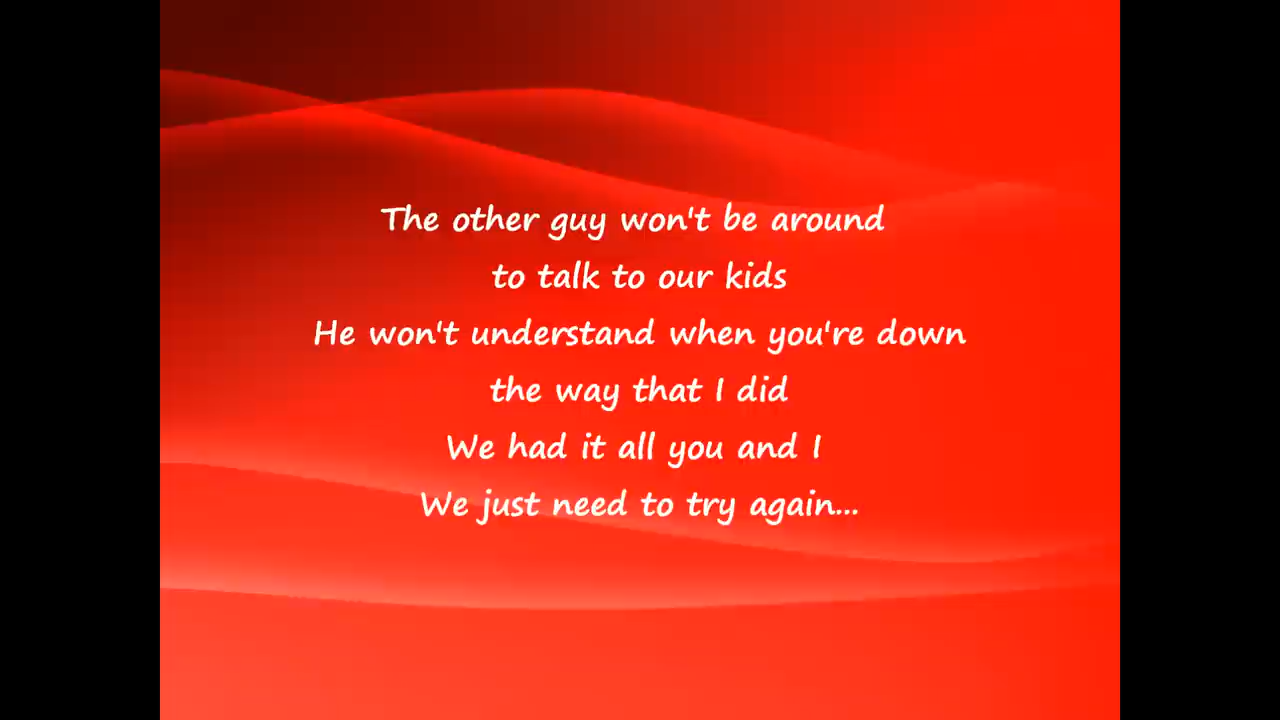 The other guy won't be around
to talk to our kids
He won't understand when you're down
the way that I did
We had it all you and I
We just need to try again...